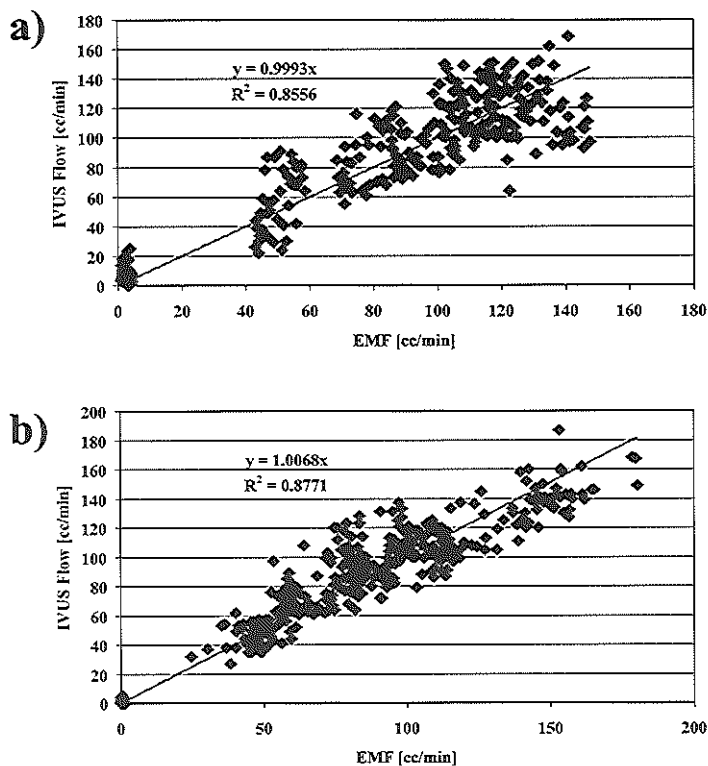 a)
180
160
140
120
100
80
60
40
20
0
y = 0.9993x
R² = 0.8556
IVUS Flow [cc/min]
0 20 40 60 80 100 120 140 160 180
EMF [cc/min]
b)
200
180
160
140
120
100
80
60
40
20
0
y = 1.0068x
R² = 0.8771
IVUS Flow [cc/min]
0 50 100 150 200
EMF [cc/min]